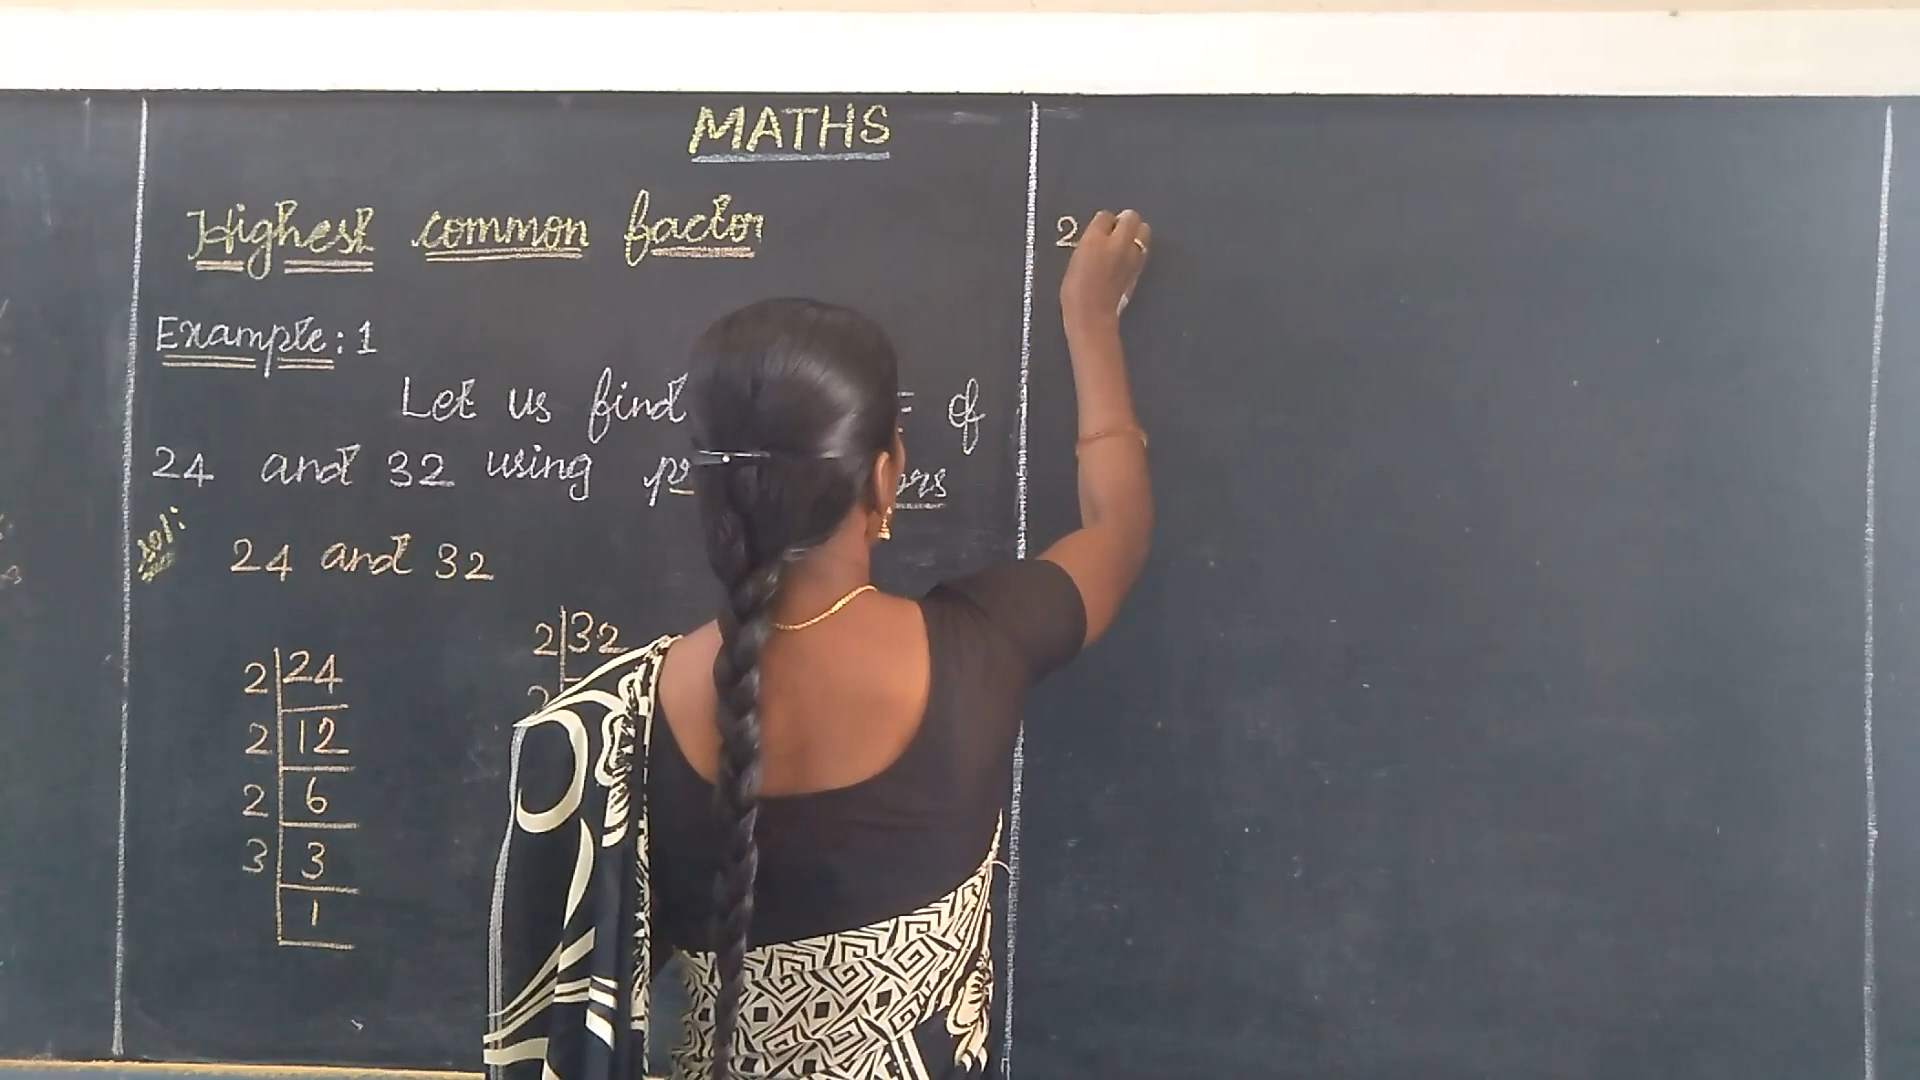 MATHS
Highest common factor
Example: 1
Let us find of
24 and 32 using
Sol:
24 and 32
2 24
2 12
2 6
3 3
1
2 32
2
2